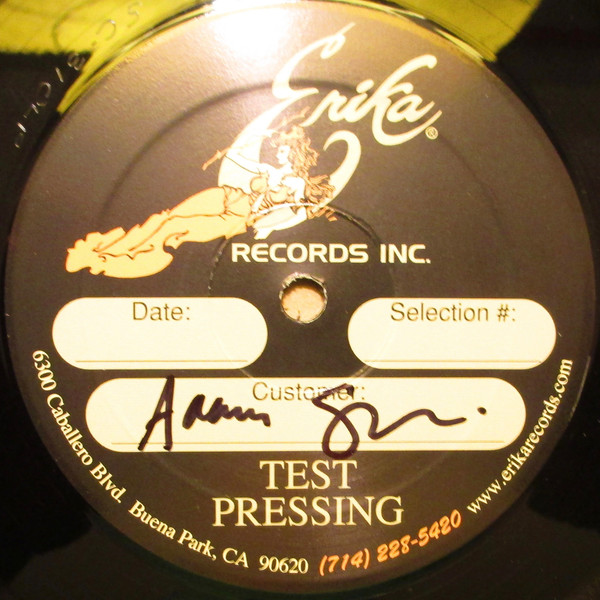 Erika®
RECORDS INC.
Date:
Selection #:
Customer:
Adam
TEST
PRESSING
6300 Caballero Blvd. Buena Park, CA 90620 (714) 228-5420 www.erikarecords.com